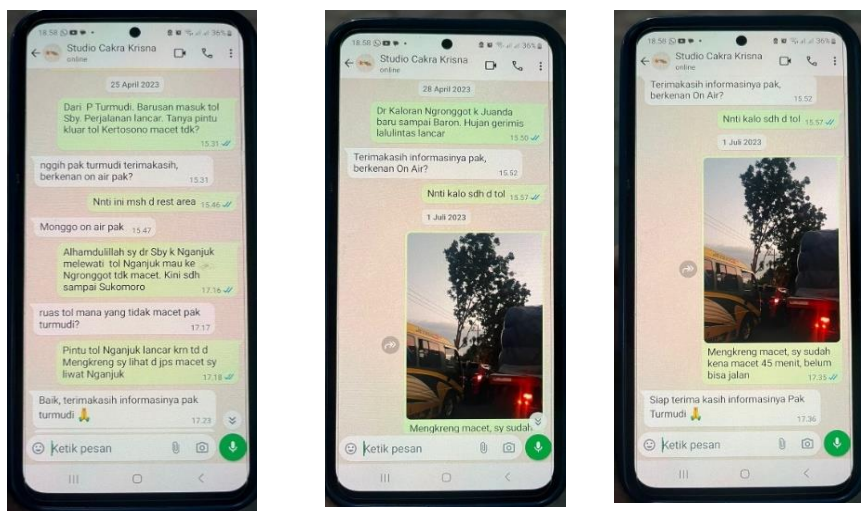 18.58
36%
Studio Cakra Krisna
online
25 April 2023
Dari P Turmudi. Barusan masuk tol
Sby. Perjalanan lancar. Tanya pintu
kluar tol Kertosono macet tdk?
15.31
nggih pak turmudi terimakasih,
berkenan on air pak?
15.31
Nnti ini msh d rest area 15.46
Monggo on air pak 15.47
Alhamdulillah sy dr Sby k Nganjuk
melewati tol Nganjuk mau ke
Ngronggot tdk macet. Kini sdh
sampai Sukomoro
17.16
ruas tol mana yang tidak macet pak
turmudi?
17.17
Pintu tol Nganjuk lancar krn td d
Mengkreng sy lihat d jps macet sy
liwat Nganjuk
17.18
Baik, terimakasih informasinya pak
turmudi 🙏
17.23
Ketik pesan
18.58
36%
Studio Cakra Krisna
online
28 April 2023
Dr Kaloran Ngronggot k Juanda
baru sampai Baron. Hujan gerimis
lalulintas lancar
15.50
Terimakasih informasinya pak,
berkenan On Air?
15.52
Nnti kalo sdh d tol 15.57
1 Juli 2023
Mengkreng macet, sy sudah
Ketik pesan
18.58
36%
Studio Cakra Krisna
online
Terimakasih informasinya pak,
berkenan On Air?
15.52
Nnti kalo sdh d tol 15.57
1 Juli 2023
Mengkreng macet, sy sudah
kena macet 45 menit, belum
bisa jalan
17.35
Siap terima kasih informasinya Pak
Turmudi 🙏
17.36
Ketik pesan